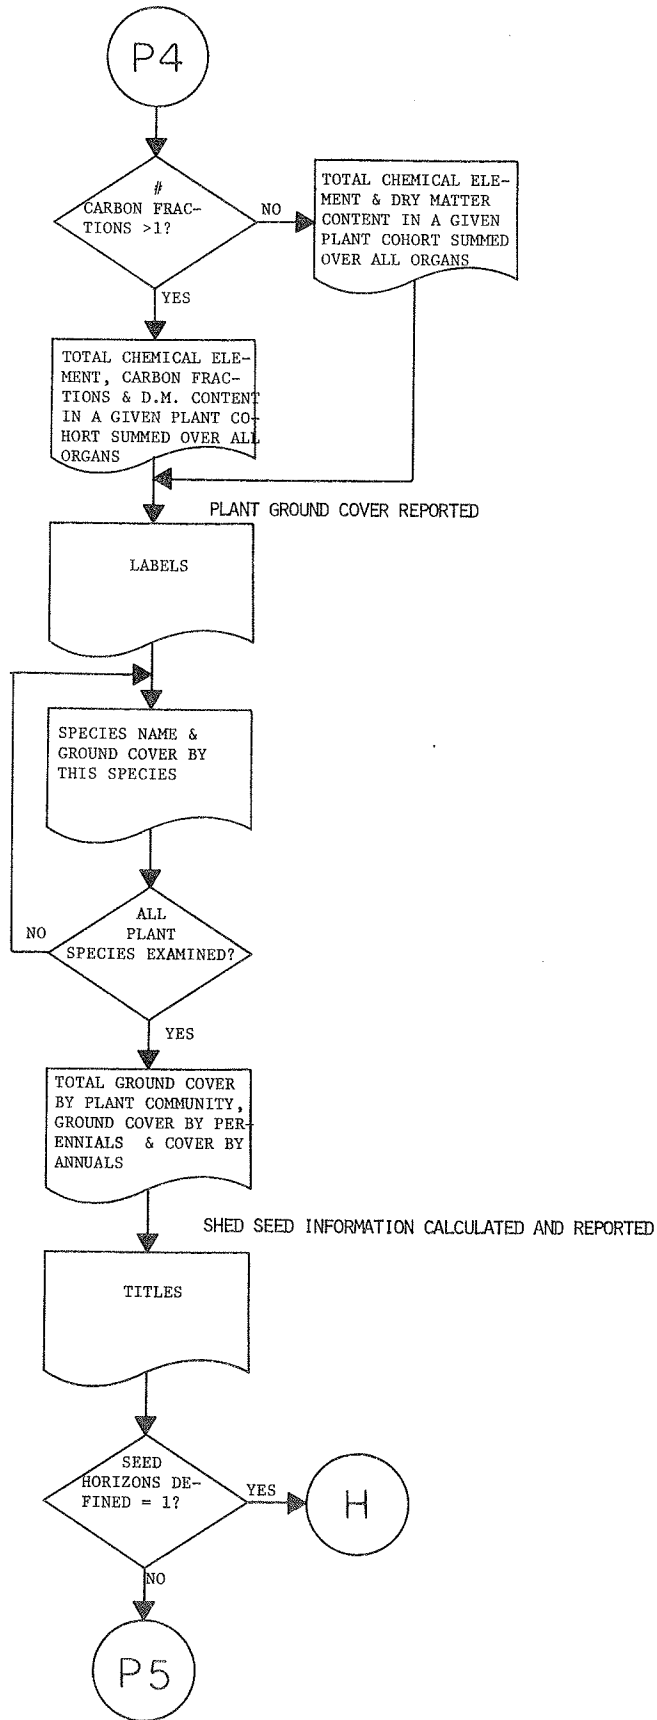 P4
#
CARBON FRAC-
TIONS >1?
NO
TOTAL CHEMICAL ELE-
MENT & DRY MATTER
CONTENT IN A GIVEN
PLANT COHORT SUMMED
OVER ALL ORGANS
YES
TOTAL CHEMICAL ELE-
MENT, CARBON FRAC-
TIONS & D.M. CONTENT
IN A GIVEN PLANT CO-
HORT SUMMED OVER ALL
ORGANS
PLANT GROUND COVER REPORTED
LABELS
SPECIES NAME &
GROUND COVER BY
THIS SPECIES
ALL
PLANT
SPECIES EXAMINED?
NO
YES
TOTAL GROUND COVER
BY PLANT COMMUNITY,
GROUND COVER BY PER-
ENNIALS & COVER BY
ANNUALS
SHED SEED INFORMATION CALCULATED AND REPORTED
TITLES
SEED
HORIZONS DE-
FINED = 1?
YES
H
NO
P5